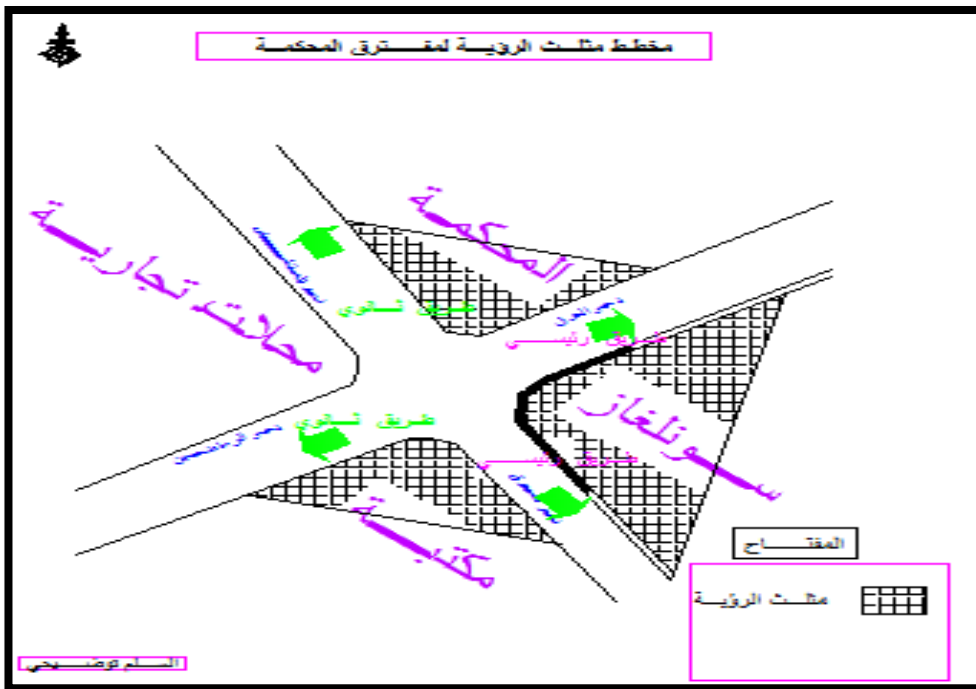 مخطط مثلث الرؤية لمفترق المحكمة
المحكمة
محلات تجارية
طريق ثانوي
طريق رئيسي
طريق ثانوي
طريق رئيسي
سونلغاز
مكتبة
المفتاح
مثلث الرؤية
السلم توضيحي